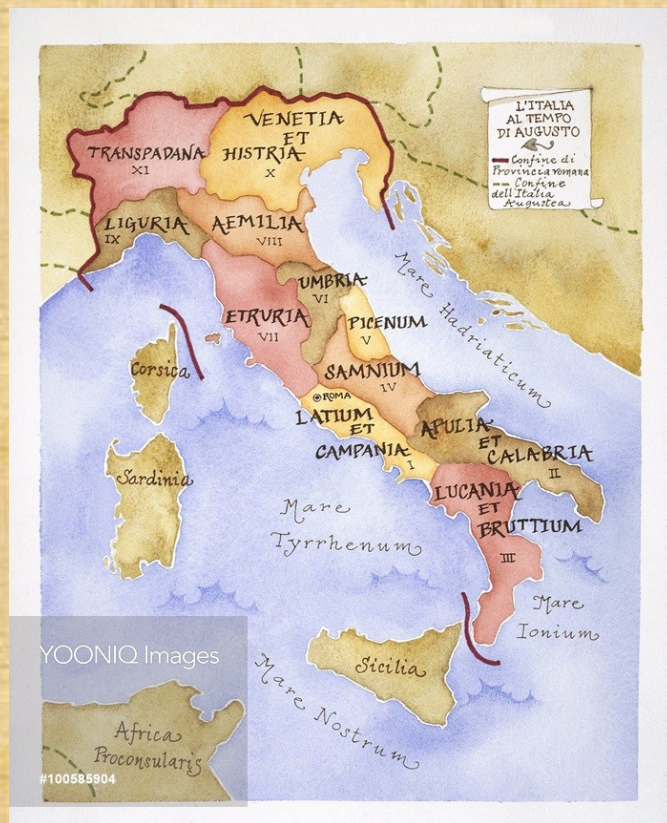 L'ITALIA
AL TEMPO
DI AUGUSTO
Confine di
Provincia romana
Confine
dell'Italia
Augustea
VENETIA
ET
HISTRIA
X
TRANSPADANA
XI
LIGURIA
IX
AEMILIA
VIII
UMBRIA
VI
ETRURIA
VII
PICENUM
V
SAMNIUM
IV
ROMA
LATIUM
ET
CAMPANIA
I
APULIA
ET
CALABRIA
II
LUCANIA
ET
BRUTTIUM
III
Corsica
Sardinia
Mare Hadriaticum
Mare
Tyrrhenum
Mare
Ionium
Sicilia
Mare Nostrum
Africa
Proconsularis
YOONIQ Images
#100585904